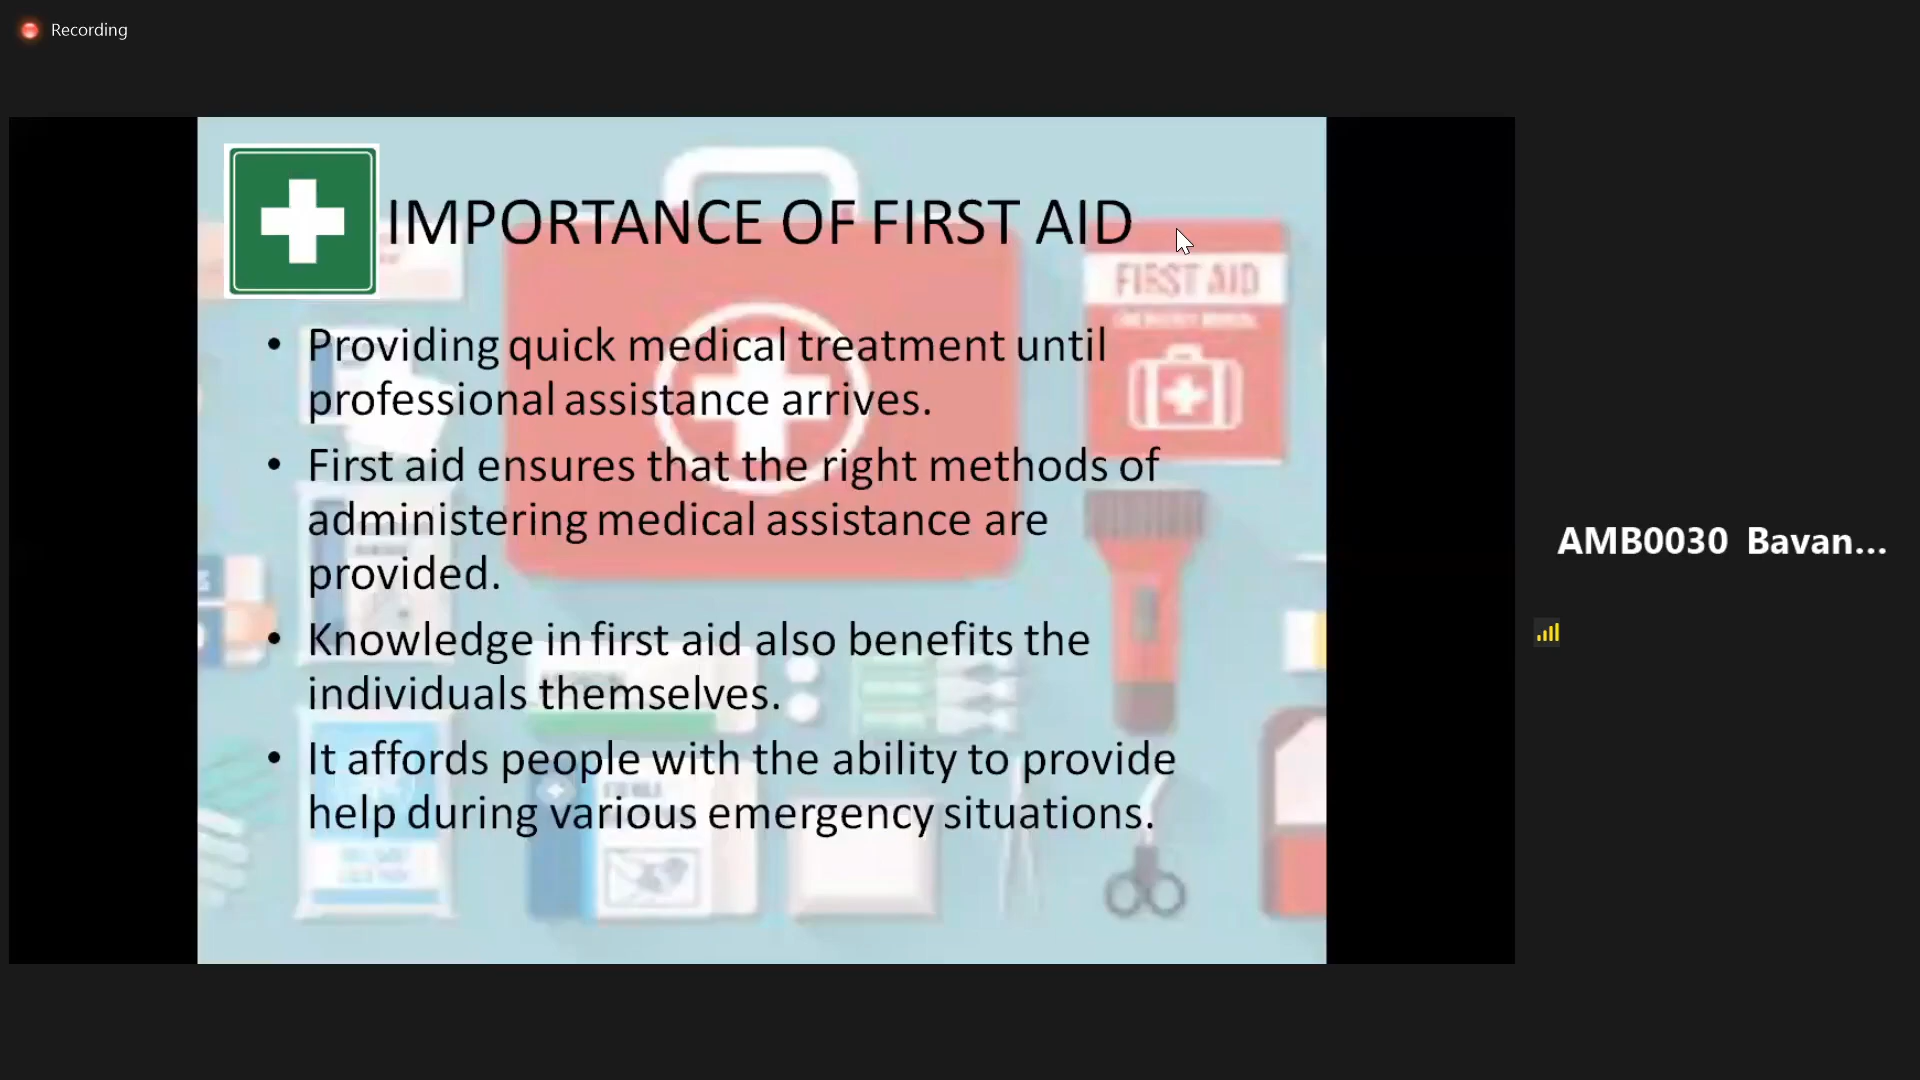 Recording
IMPORTANCE OF FIRST AID
FIRST AID
• Providing quick medical treatment until
professional assistance arrives.
• First aid ensures that the right methods of
administering medical assistance are
provided.
• Knowledge in first aid also benefits the
individuals themselves.
• It affords people with the ability to provide
help during various emergency situations.
AMB0030 Bavan...